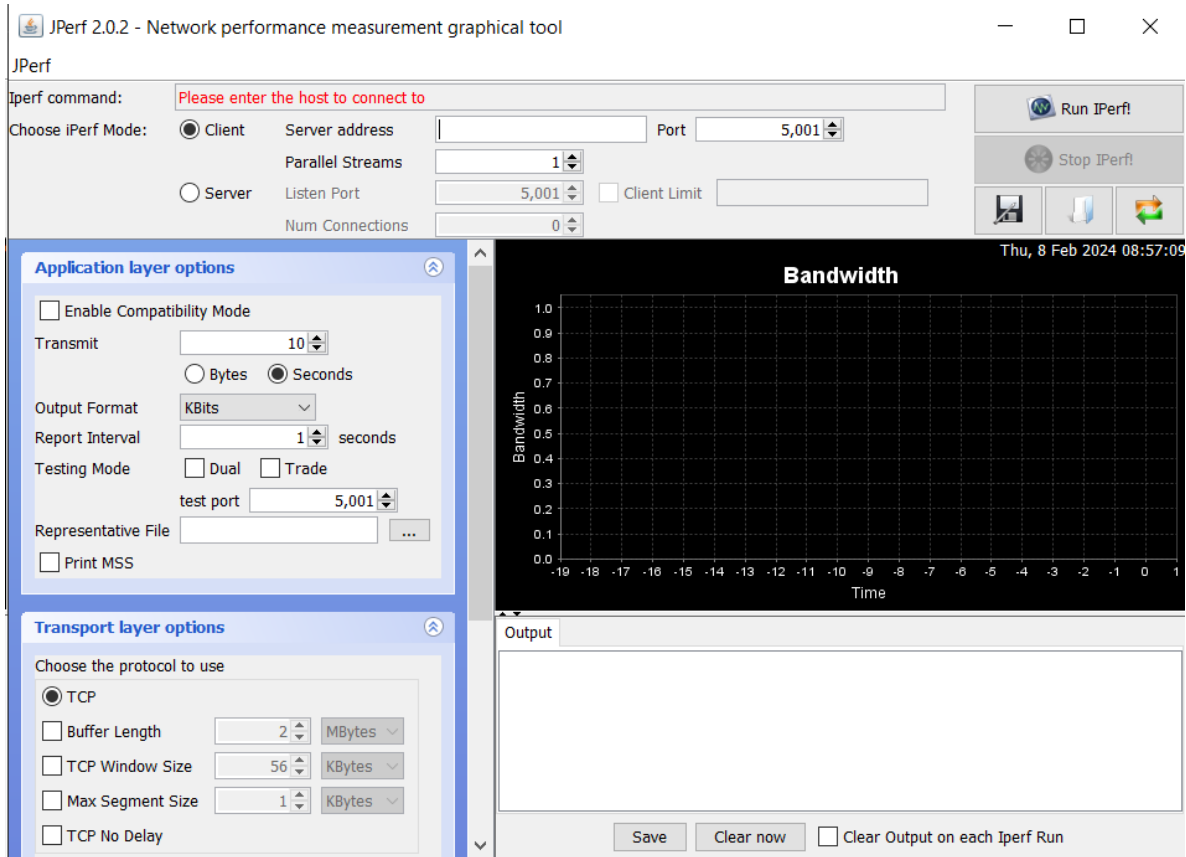 JPerf 2.0.2 - Network performance measurement graphical tool
JPerf
Iperf command: Please enter the host to connect to
Choose iPerf Mode: Client Server address Port 5,001
Parallel Streams 1
Server Listen Port 5,001 Client Limit
Num Connections 0
Run IPerf!
Stop IPerf!
Application layer options
Enable Compatibility Mode
Transmit 10
Bytes Seconds
Output Format KBits
Report Interval 1 seconds
Testing Mode Dual Trade
test port 5,001
Representative File ...
Print MSS
Transport layer options
Choose the protocol to use
TCP
Buffer Length 2 MBytes
TCP Window Size 56 KBytes
Max Segment Size 1 KBytes
TCP No Delay
Thu, 8 Feb 2024 08:57:09
Bandwidth
1.0
0.9
0.8
0.7
0.6
0.5
0.4
0.3
0.2
0.1
0.0
Bandwidth
-19 -18 -17 -16 -15 -14 -13 -12 -11 -10 -9 -8 -7 -6 -5 -4 -3 -2 -1 0 1
Time
Output
Save Clear now Clear Output on each Iperf Run